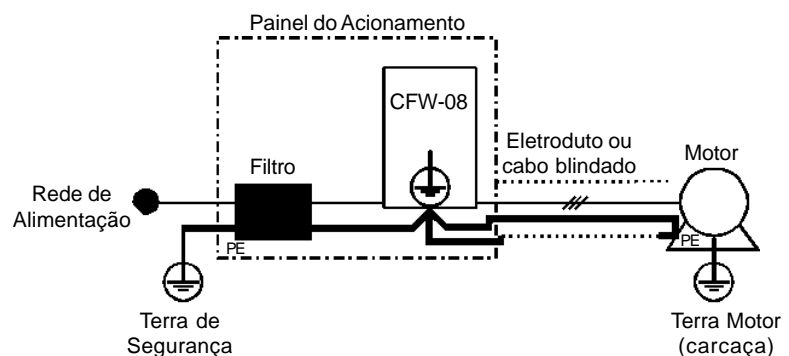 Painel do Acionamento
CFW-08
Eletroduto ou
cabo blindado
Motor
Filtro
Rede de
Alimentação
PE
PE
Terra de
Segurança
Terra Motor
(carcaça)